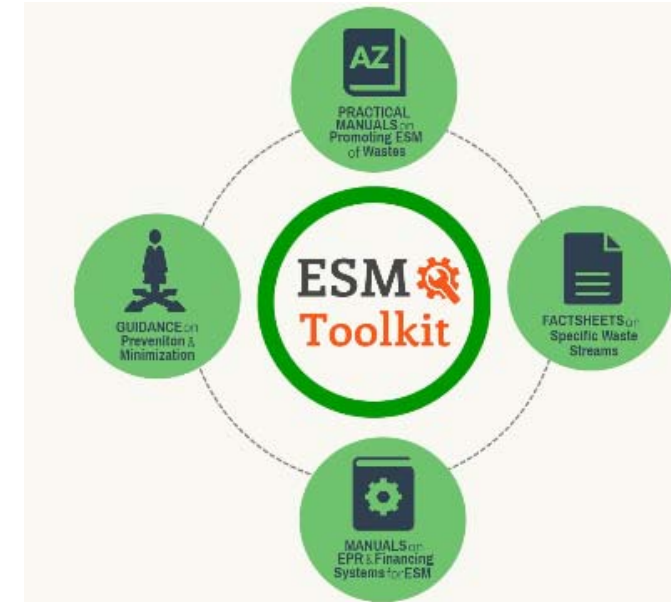 AZ
PRACTICAL
MANUALS on
Promoting ESM
of Wastes
ESM
Toolkit
GUIDANCE on
Preveniton &
Minimization
FACTSHEETS on
Specific Waste
Streams
MANUALS on
EPR & Financing
Systems for ESM